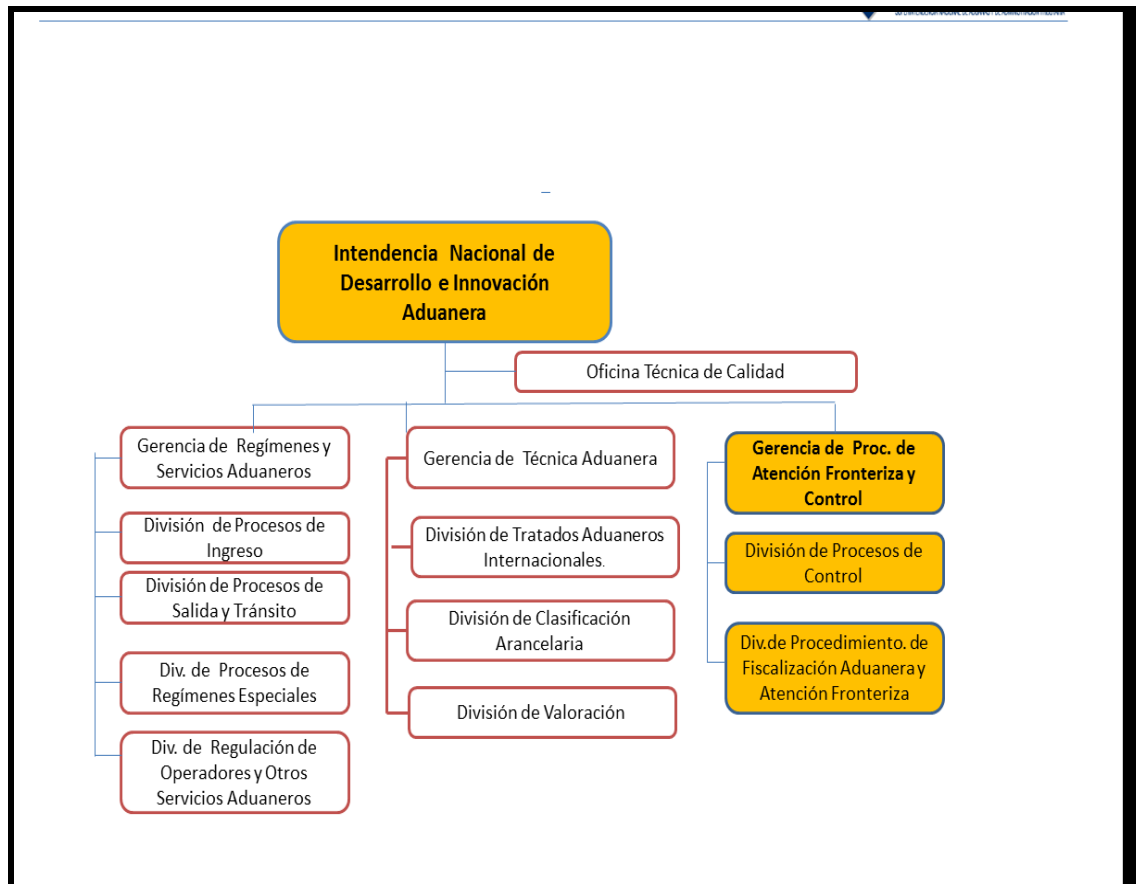 Intendencia Nacional de
Desarrollo e Innovación
Aduanera
Oficina Técnica de Calidad
Gerencia de Regímenes y
Servicios Aduaneros
División de Procesos de
Ingreso
División de Procesos de
Salida y Tránsito
Div. de Procesos de
Regímenes Especiales
Div. de Regulación de
Operadores y Otros
Servicios Aduaneros
Gerencia de Técnica Aduanera
División de Tratados Aduaneros
Internacionales.
División de Clasificación
Arancelaria
División de Valoración
Gerencia de Proc. de
Atención Fronteriza y
Control
División de Procesos de
Control
Div.de Procedimiento. de
Fiscalización Aduanera y
Atención Fronteriza